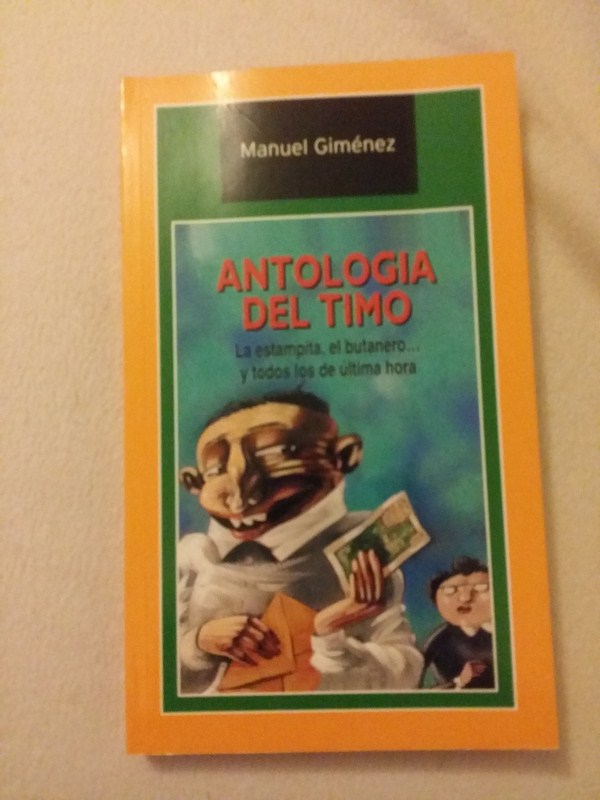 Manuel Giménez
ANTOLOGIA
DEL TIMO
La estampita, el butanero...
y todos los de última hora